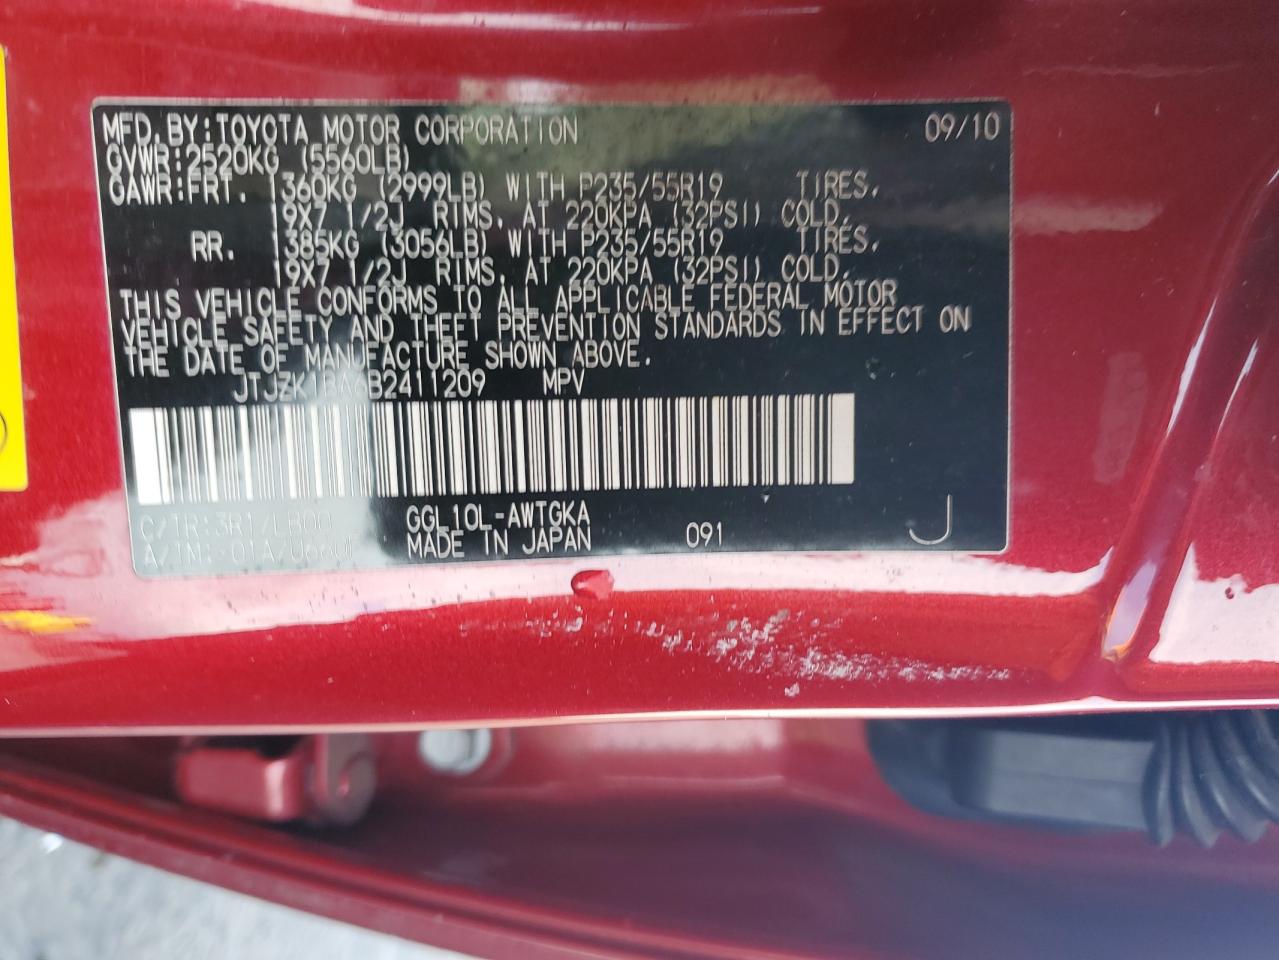 MFD.BY:TOYOTA MOTOR CORPORATION 09/10
GVWR:2520KG (5560LB)
GAWR:FRT. 1360KG (2999LB) WITH P235/55R19 TIRES,
19X7 1/2J RIMS, AT 220KPA (32PSI) COLD.
RR. 1385KG (3056LB) WITH P235/55R19 TIRES,
19X7 1/2J RIMS, AT 220KPA (32PSI) COLD.
THIS VEHICLE CONFORMS TO ALL APPLICABLE FEDERAL MOTOR
VEHICLE SAFETY AND THEFT PREVENTION STANDARDS IN EFFECT ON
THE DATE OF MANUFACTURE SHOWN ABOVE.
JTJZK1BA6B2411209 MPV
C/TR:3R1/LB00 GGL10L-AWTGKA
A/TM: MADE IN JAPAN 091 J